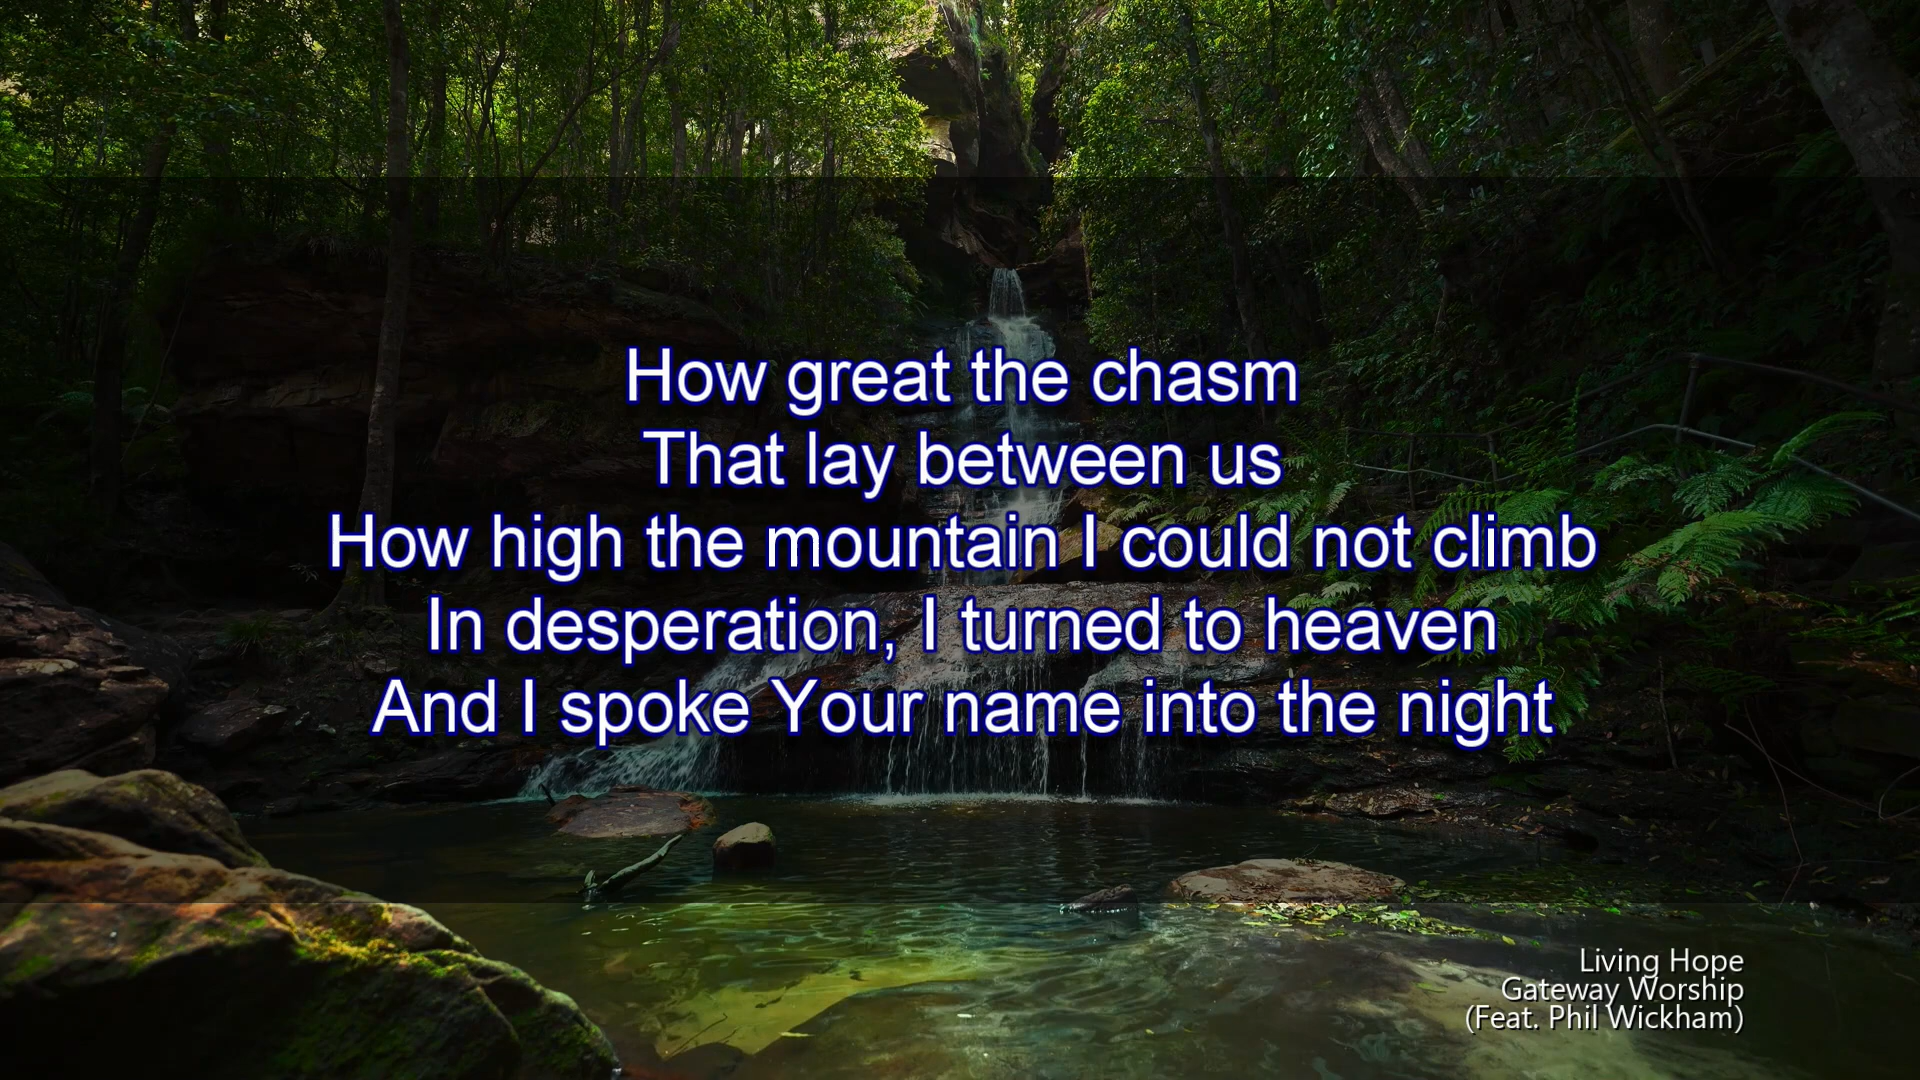 How great the chasm
That lay between us
How high the mountain I could not climb
In desperation, I turned to heaven
And I spoke Your name into the night
Living Hope
Gateway Worship
(Feat. Phil Wickham)